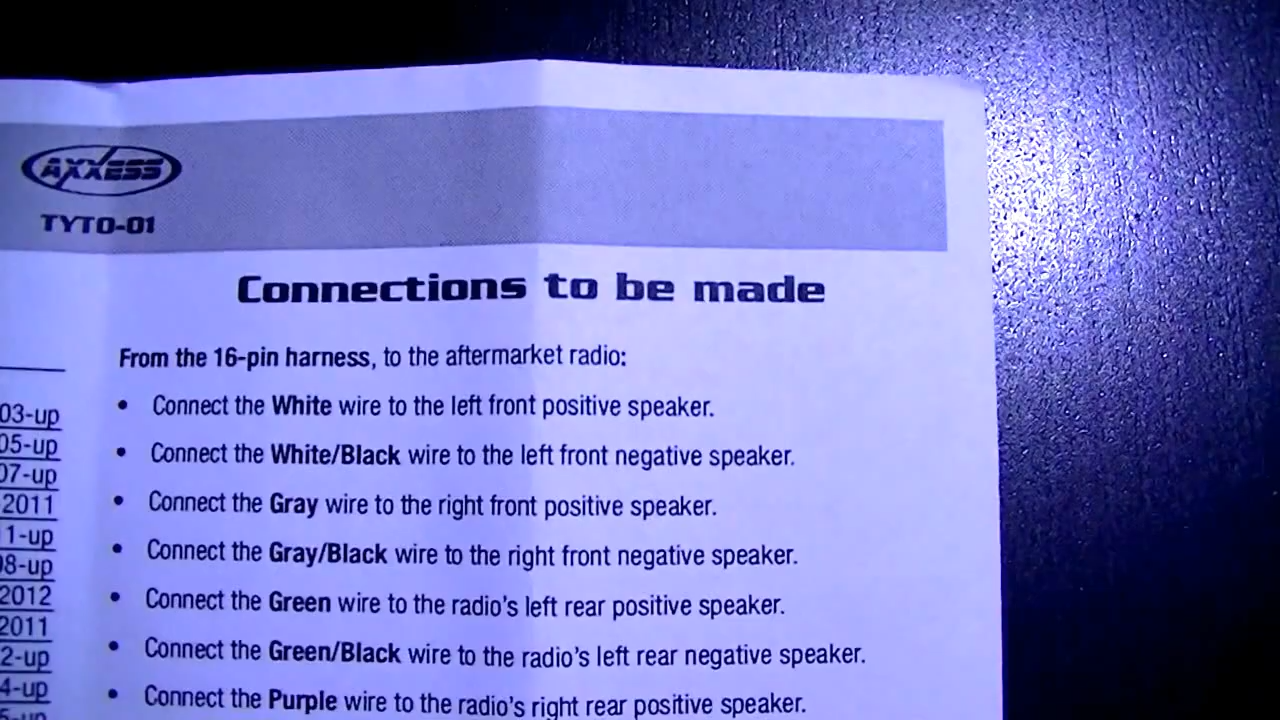 AXXESS
TYTO-01
Connections to be made
From the 16-pin harness, to the aftermarket radio:
• Connect the White wire to the left front positive speaker.
• Connect the White/Black wire to the left front negative speaker.
• Connect the Gray wire to the right front positive speaker.
• Connect the Gray/Black wire to the right front negative speaker.
• Connect the Green wire to the radio's left rear positive speaker.
• Connect the Green/Black wire to the radio's left rear negative speaker.
• Connect the Purple wire to the radio's right rear positive speaker.
03-up
05-up
07-up
2011
1-up
08-up
2012
2011
2-up
4-up